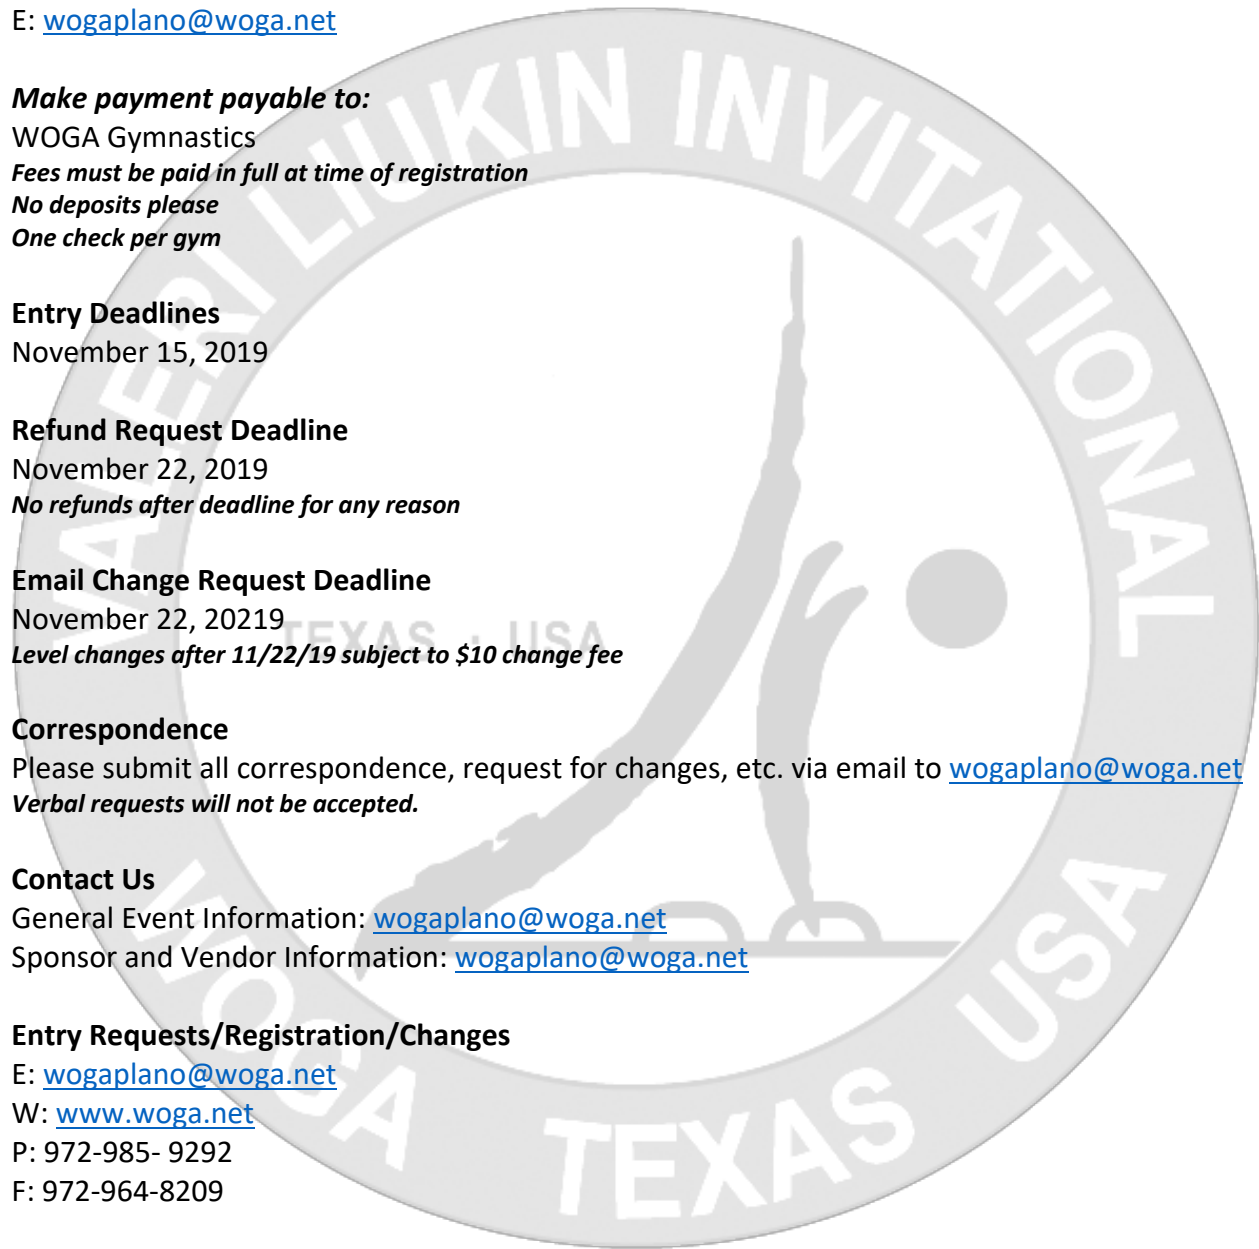 E: wogaplano@woga.net
Make payment payable to:
WOGA Gymnastics
Fees must be paid in full at time of registration
No deposits please
One check per gym
Entry Deadlines
November 15, 2019
Refund Request Deadline
November 22, 2019
No refunds after deadline for any reason
Email Change Request Deadline
November 22, 20219
Level changes after 11/22/19 subject to $10 change fee
Correspondence
Please submit all correspondence, request for changes, etc. via email to wogaplano@woga.net
Verbal requests will not be accepted.
Contact Us
General Event Information: wogaplano@woga.net
Sponsor and Vendor Information: wogaplano@woga.net
Entry Requests/Registration/Changes
E: wogaplano@woga.net
W: www.woga.net
P: 972-985- 9292
F: 972-964-8209
VALERI LIUKIN INVITATIONAL
TEXAS · USA
WOGA TEXAS USA